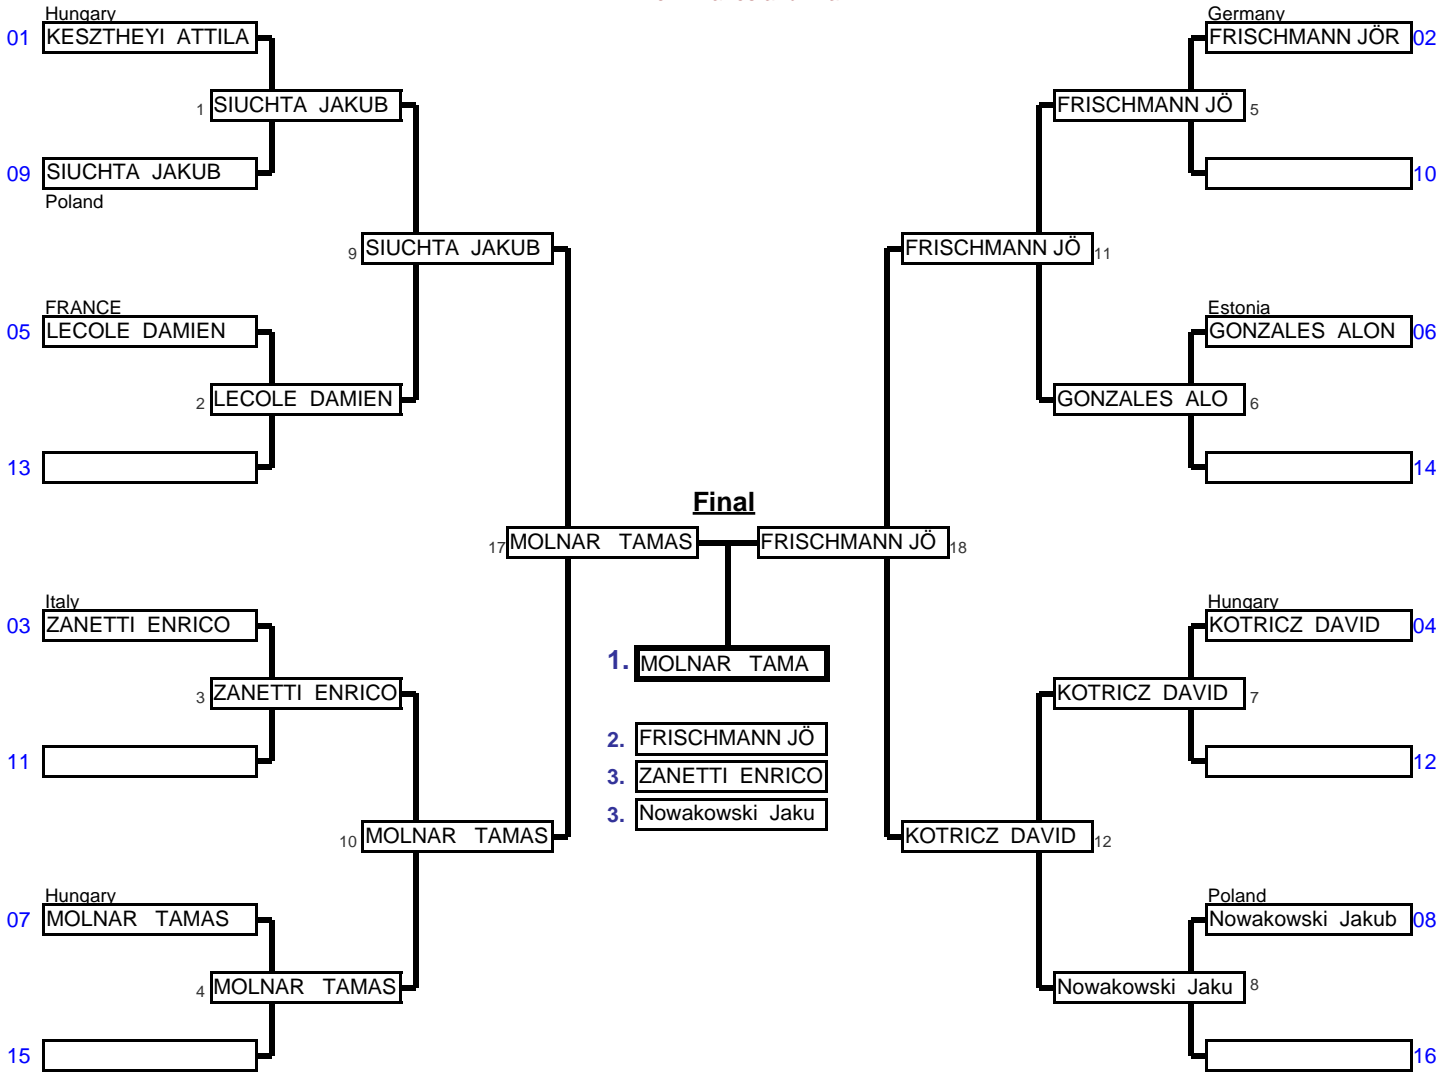 Hungary
01 KESZTHEYI ATTILA
1 SIUCHTA JAKUB
09 SIUCHTA JAKUB
Poland
9 SIUCHTA JAKUB
FRANCE
05 LECOLE DAMIEN
2 LECOLE DAMIEN
13
17 MOLNAR TAMAS
Italy
03 ZANETTI ENRICO
3 ZANETTI ENRICO
11
10 MOLNAR TAMAS
Hungary
07 MOLNAR TAMAS
4 MOLNAR TAMAS
15
Final
1. MOLNAR TAMA
2. FRISCHMANN JÖ
3. ZANETTI ENRICO
3. Nowakowski Jaku
Germany
FRISCHMANN JÖR 02
FRISCHMANN JÖ 5
10
FRISCHMANN JÖ 11
Estonia
GONZALES ALON 06
GONZALES ALO 6
14
FRISCHMANN JÖ 18
Hungary
KOTRICZ DAVID 04
KOTRICZ DAVID 7
12
KOTRICZ DAVID 12
Poland
Nowakowski Jakub 08
Nowakowski Jaku 8
16